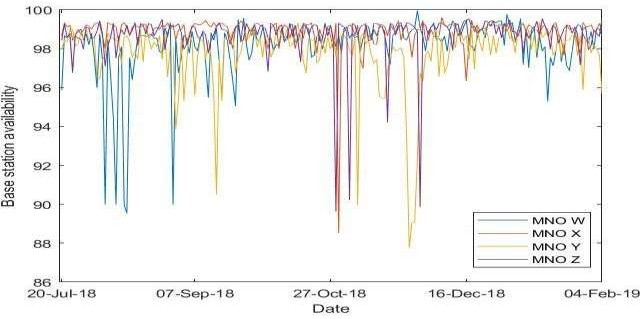 100
98
96
94
92
90
88
86
Base station availability
20-Jul-18 07-Sep-18 27-Oct-18 16-Dec-18 04-Feb-19
Date
MNO W
MNO X
MNO Y
MNO Z